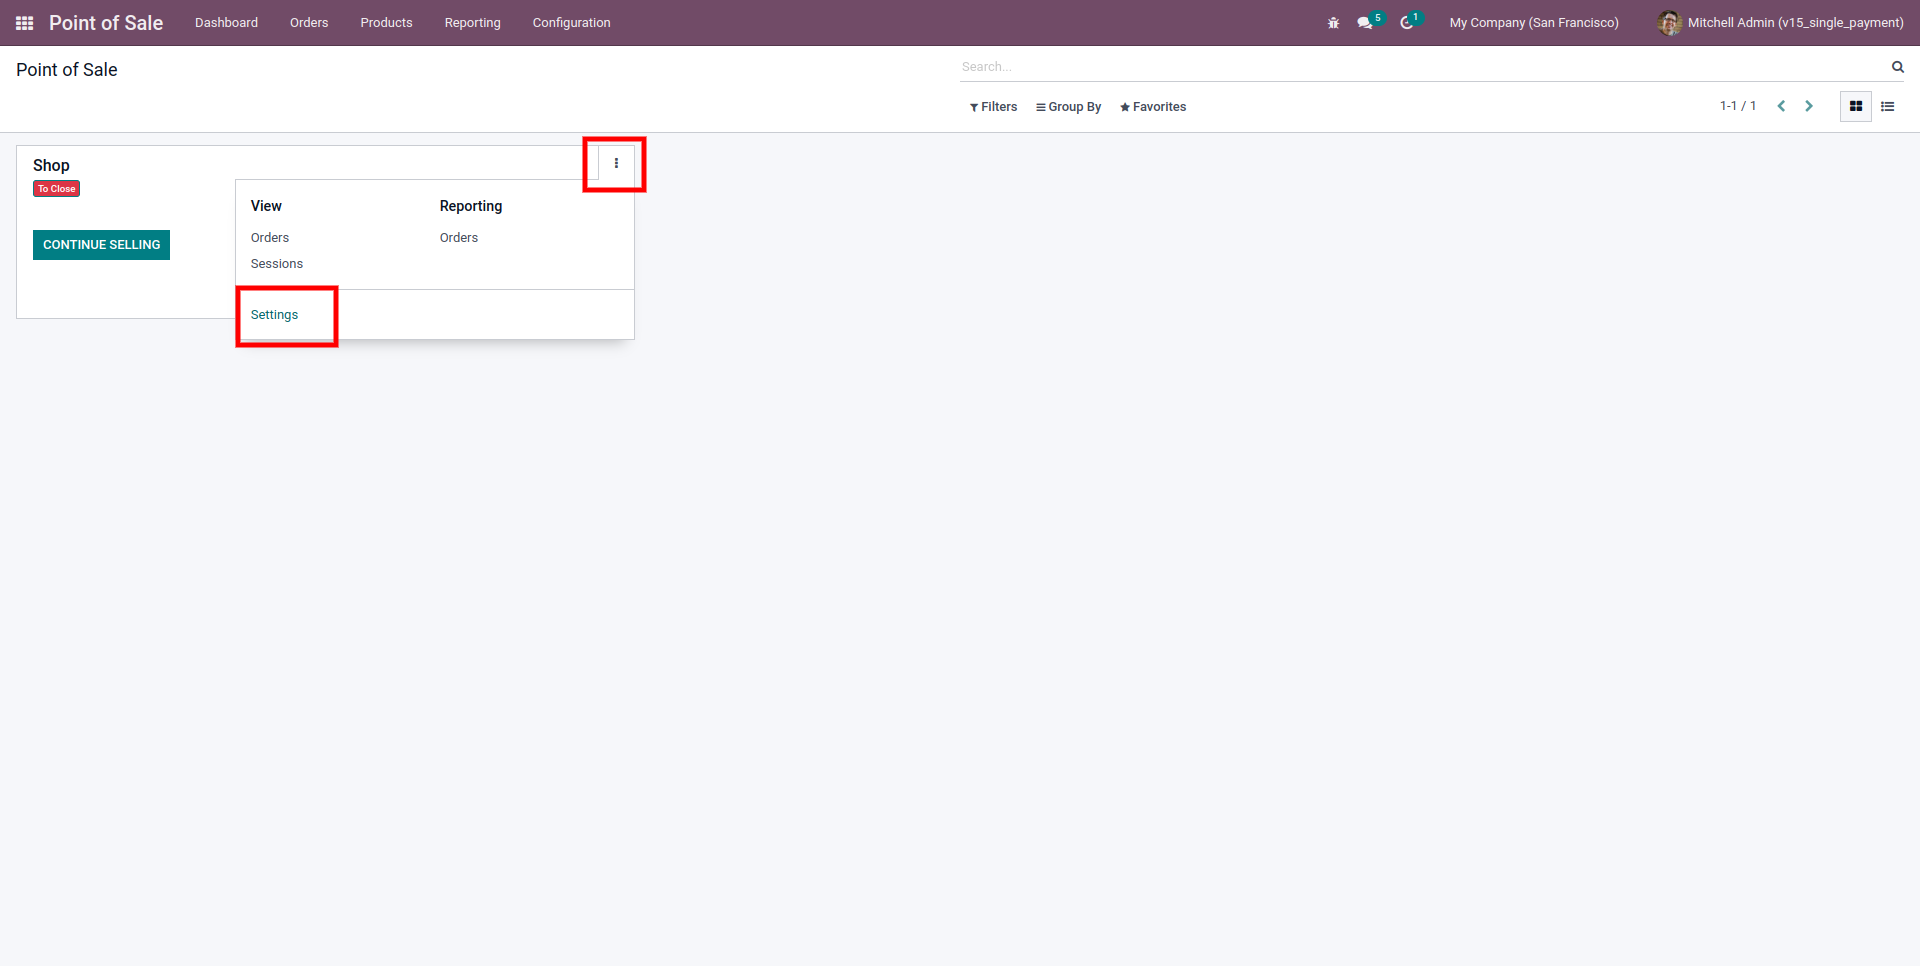 Point of Sale Dashboard Orders Products Reporting Configuration 5 1 My Company (San Francisco) Mitchell Admin (v15_single_payment)
Point of Sale
Search...
Filters Group By Favorites 1-1 / 1
Shop
To Close
CONTINUE SELLING
View Reporting
Orders Orders
Sessions
Settings